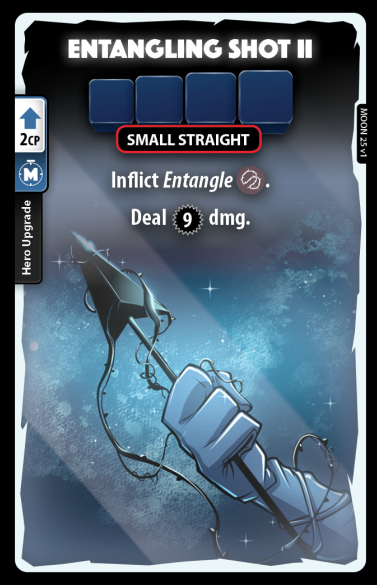 ENTANGLING SHOT II
SMALL STRAIGHT
2CP
M
Hero Upgrade
MOON 25 v1
Inflict Entangle .
Deal 9 dmg.